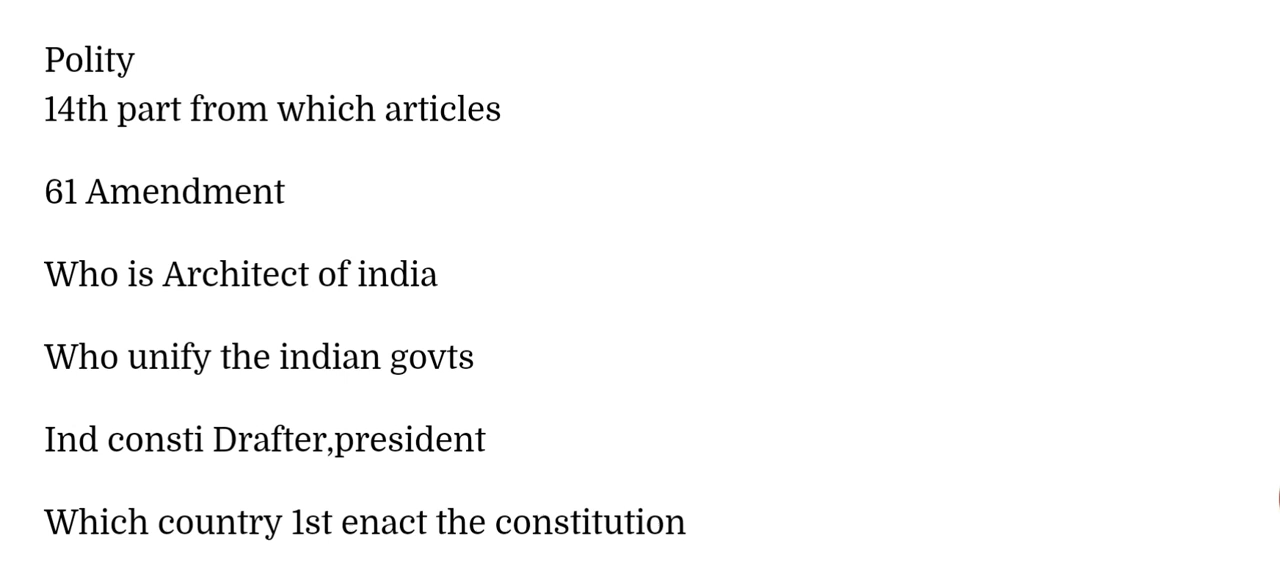 Polity
14th part from which articles
61 Amendment
Who is Architect of india
Who unify the indian govts
Ind consti Drafter,president
Which country 1st enact the constitution